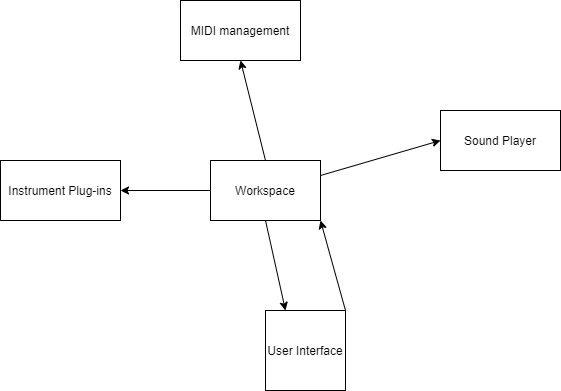 MIDI management
Sound Player
Instrument Plug-ins
Workspace
User Interface